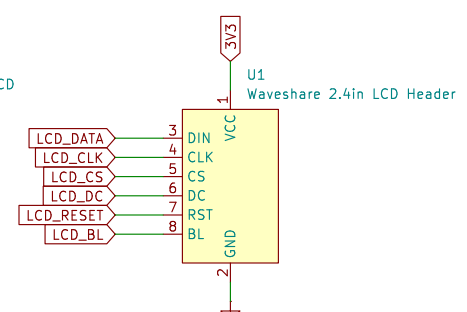 3V3
U1
Waveshare 2.4in LCD Header
CD
1
VCC
LCD_DATA 3 DIN
LCD_CLK 4 CLK
LCD_CS 5 CS
LCD_DC 6 DC
LCD_RESET 7 RST
LCD_BL 8 BL
GND
2